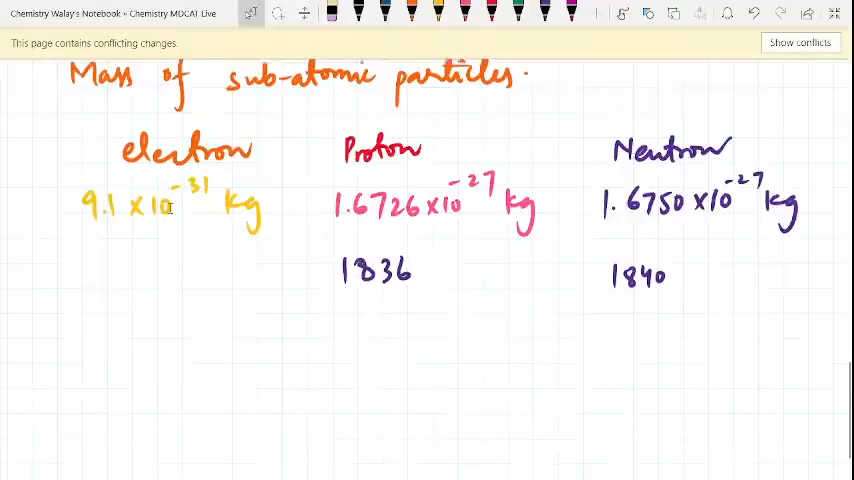 Chemistry Walay's Notebook » Chemistry MDCAT Live
This page contains conflicting changes.
Show conflicts
Mass of sub-atomic particles.
electron Proton Neutron
9.1 x 10⁻³¹ kg 1.6726 x 10⁻²⁷ kg 1.6750 x 10⁻²⁷ kg
1836 1840